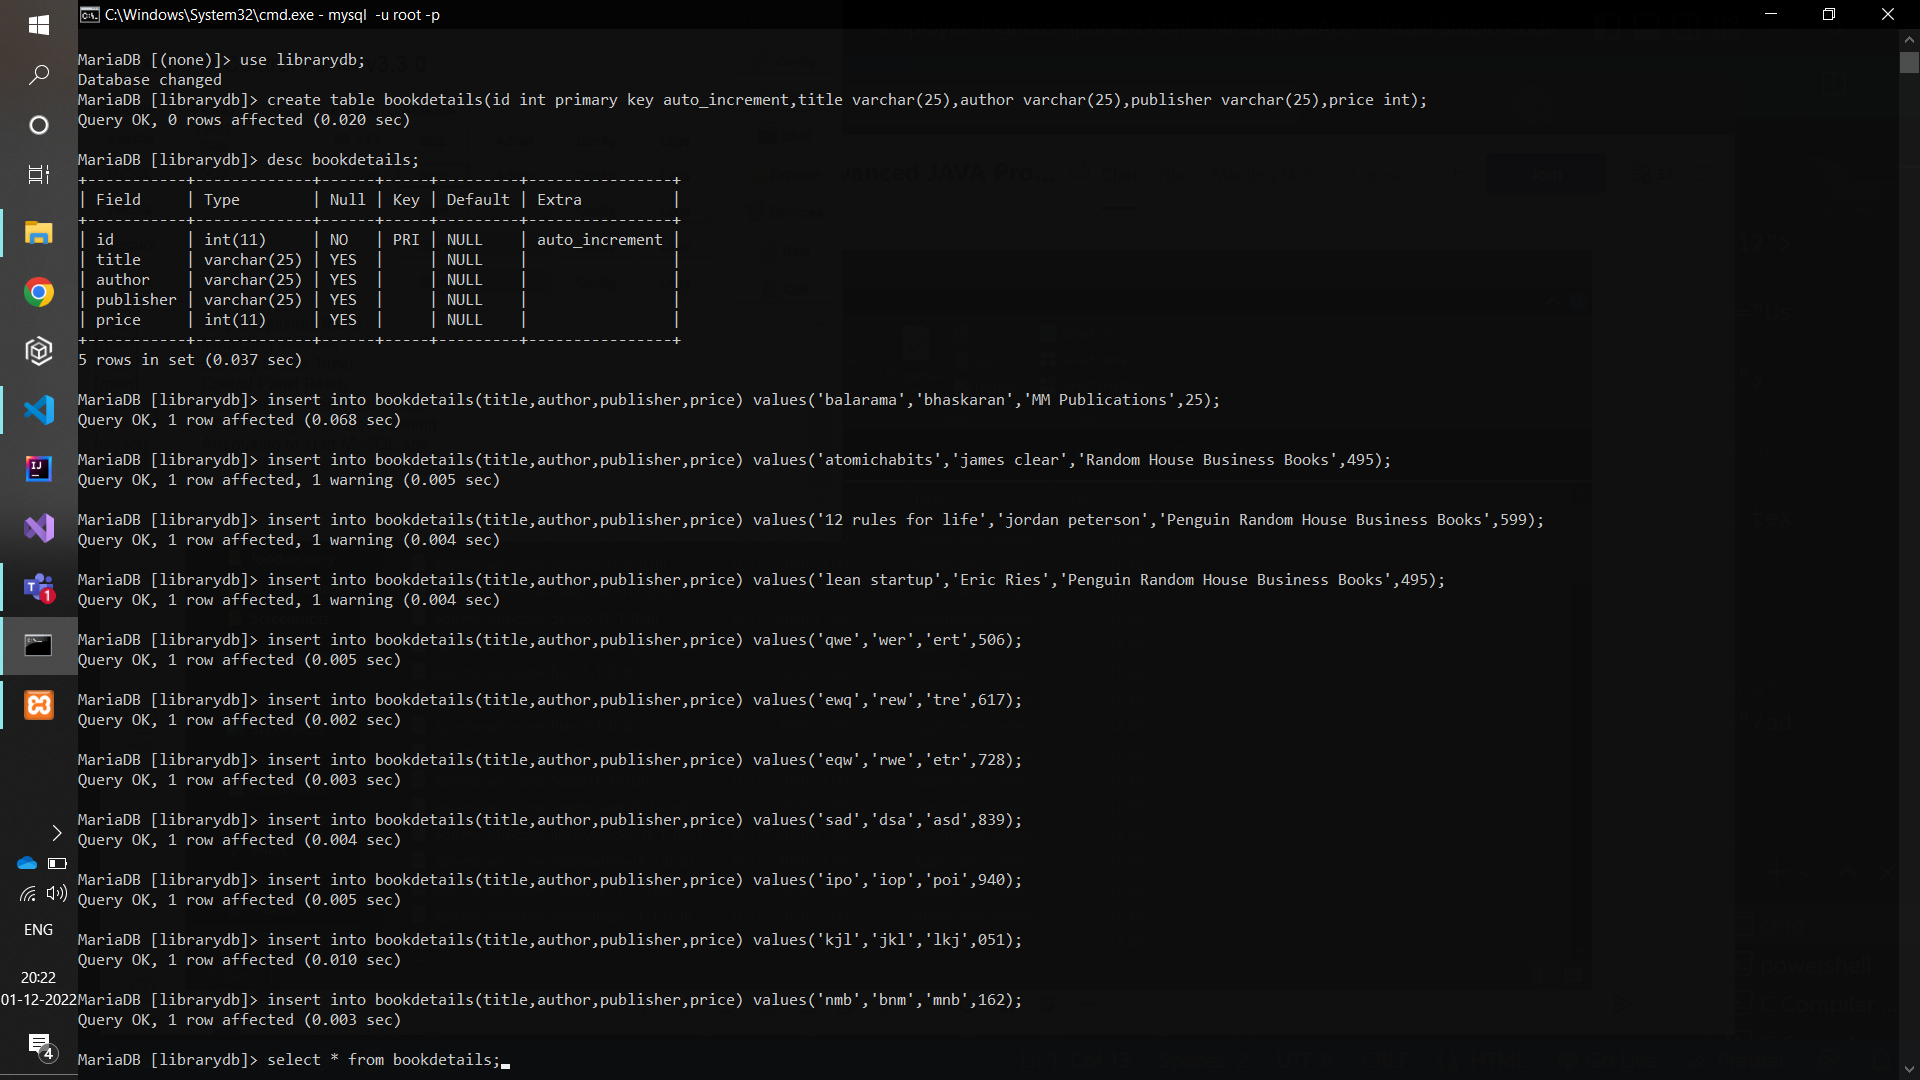 C:\Windows\System32\cmd.exe - mysql  -u root -p
MariaDB [(none)]> use librarydb;
Database changed
MariaDB [librarydb]> create table bookdetails(id int primary key auto_increment,title varchar(25),author varchar(25),publisher varchar(25),price int);
Query OK, 0 rows affected (0.020 sec)
MariaDB [librarydb]> desc bookdetails;
+-----------+-------------+------+-----+---------+----------------+
| Field     | Type        | Null | Key | Default | Extra          |
+-----------+-------------+------+-----+---------+----------------+
| id        | int(11)     | NO   | PRI | NULL    | auto_increment |
| title     | varchar(25) | YES  |     | NULL    |                |
| author    | varchar(25) | YES  |     | NULL    |                |
| publisher | varchar(25) | YES  |     | NULL    |                |
| price     | int(11)     | YES  |     | NULL    |                |
+-----------+-------------+------+-----+---------+----------------+
5 rows in set (0.037 sec)
MariaDB [librarydb]> insert into bookdetails(title,author,publisher,price) values('balarama','bhaskaran','MM Publications',25);
Query OK, 1 row affected (0.068 sec)
MariaDB [librarydb]> insert into bookdetails(title,author,publisher,price) values('atomichabits','james clear','Random House Business Books',495);
Query OK, 1 row affected, 1 warning (0.005 sec)
MariaDB [librarydb]> insert into bookdetails(title,author,publisher,price) values('12 rules for life','jordan peterson','Penguin Random House Business Books',599);
Query OK, 1 row affected, 1 warning (0.004 sec)
MariaDB [librarydb]> insert into bookdetails(title,author,publisher,price) values('lean startup','Eric Ries','Penguin Random House Business Books',495);
Query OK, 1 row affected, 1 warning (0.004 sec)
MariaDB [librarydb]> insert into bookdetails(title,author,publisher,price) values('qwe','wer','ert',506);
Query OK, 1 row affected (0.005 sec)
MariaDB [librarydb]> insert into bookdetails(title,author,publisher,price) values('ewq','rew','tre',617);
Query OK, 1 row affected (0.002 sec)
MariaDB [librarydb]> insert into bookdetails(title,author,publisher,price) values('eqw','rwe','etr',728);
Query OK, 1 row affected (0.003 sec)
MariaDB [librarydb]> insert into bookdetails(title,author,publisher,price) values('sad','dsa','asd',839);
Query OK, 1 row affected (0.004 sec)
MariaDB [librarydb]> insert into bookdetails(title,author,publisher,price) values('ipo','iop','poi',940);
Query OK, 1 row affected (0.005 sec)
MariaDB [librarydb]> insert into bookdetails(title,author,publisher,price) values('kjl','jkl','lkj',051);
Query OK, 1 row affected (0.010 sec)
MariaDB [librarydb]> insert into bookdetails(title,author,publisher,price) values('nmb','bnm','mnb',162);
Query OK, 1 row affected (0.003 sec)
MariaDB [librarydb]> select * from bookdetails;
IJ
T
1
ENG
20:22
01-12-2022
4